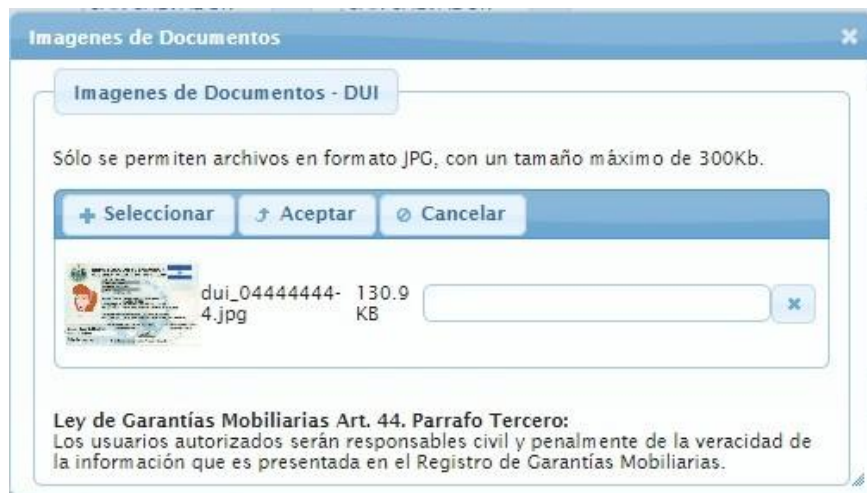 Imagenes de Documentos
Imagenes de Documentos - DUI
Sólo se permiten archivos en formato JPG, con un tamaño máximo de 300Kb.
Seleccionar Aceptar Cancelar
dui_04444444- 130.9
4.jpg KB
Ley de Garantías Mobiliarias Art. 44. Parrafo Tercero:
Los usuarios autorizados serán responsables civil y penalmente de la veracidad de
la información que es presentada en el Registro de Garantías Mobiliarias.